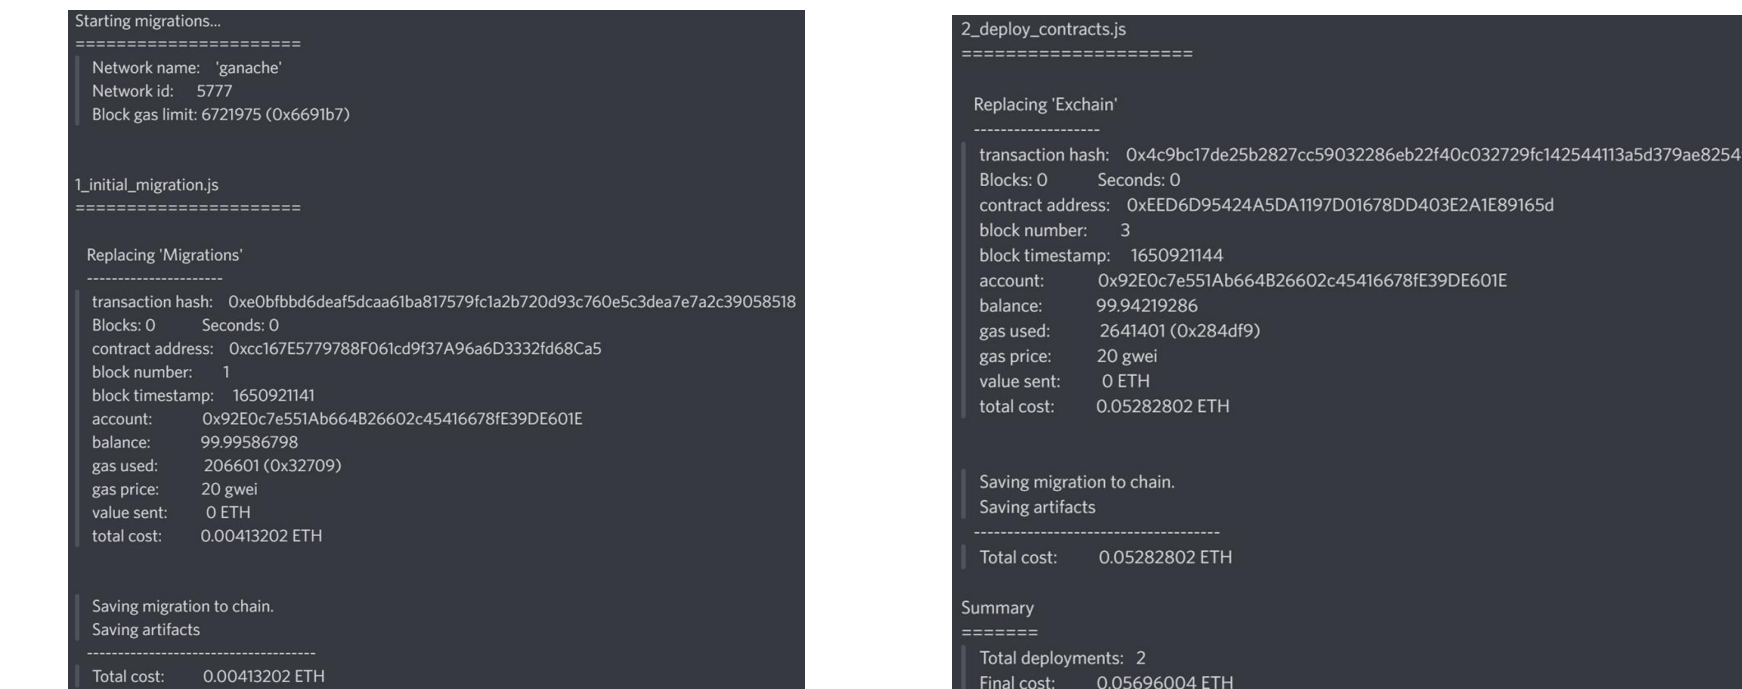 Starting migrations...
======================
Network name: 'ganache'
Network id: 5777
Block gas limit: 6721975 (0x6691b7)
1_initial_migration.js
======================
Replacing 'Migrations'
----------------------
transaction hash: 0xe0bfbbd6deaf5dcaa61ba817579fc1a2b720d93c760e5c3dea7e7a2c39058518
Blocks: 0 Seconds: 0
contract address: 0xcc167E5779788F061cd9f37A96a6D3332fd68Ca5
block number: 1
block timestamp: 1650921141
account: 0x92E0c7e551Ab664B26602c45416678fE39DE601E
balance: 99.99586798
gas used: 206601 (0x32709)
gas price: 20 gwei
value sent: 0 ETH
total cost: 0.00413202 ETH
Saving migration to chain.
Saving artifacts
-------------------------------------
Total cost: 0.00413202 ETH
2_deploy_contracts.js
=====================
Replacing 'Exchain'
-------------------
transaction hash: 0x4c9bc17de25b2827cc59032286eb22f40c032729fc142544113a5d379ae8254
Blocks: 0 Seconds: 0
contract address: 0xEED6D95424A5DA1197D01678DD403E2A1E89165d
block number: 3
block timestamp: 1650921144
account: 0x92E0c7e551Ab664B26602c45416678fE39DE601E
balance: 99.94219286
gas used: 2641401 (0x284df9)
gas price: 20 gwei
value sent: 0 ETH
total cost: 0.05282802 ETH
Saving migration to chain.
Saving artifacts
-------------------------------------
Total cost: 0.05282802 ETH
Summary
=======
Total deployments: 2
Final cost: 0.05696004 ETH